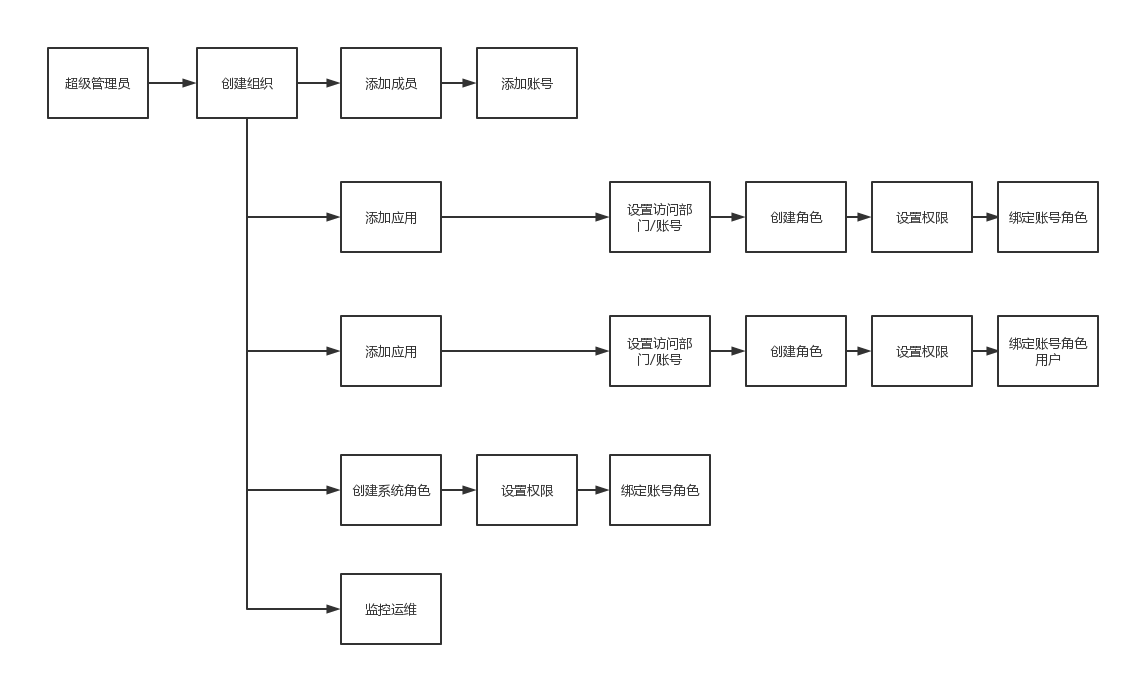 超级管理员
创建组织
添加成员
添加账号
添加应用
设置访问部
门/账号
创建角色
设置权限
绑定账号角色
添加应用
设置访问部
门/账号
创建角色
设置权限
绑定账号角色
用户
创建系统角色
设置权限
绑定账号角色
监控运维